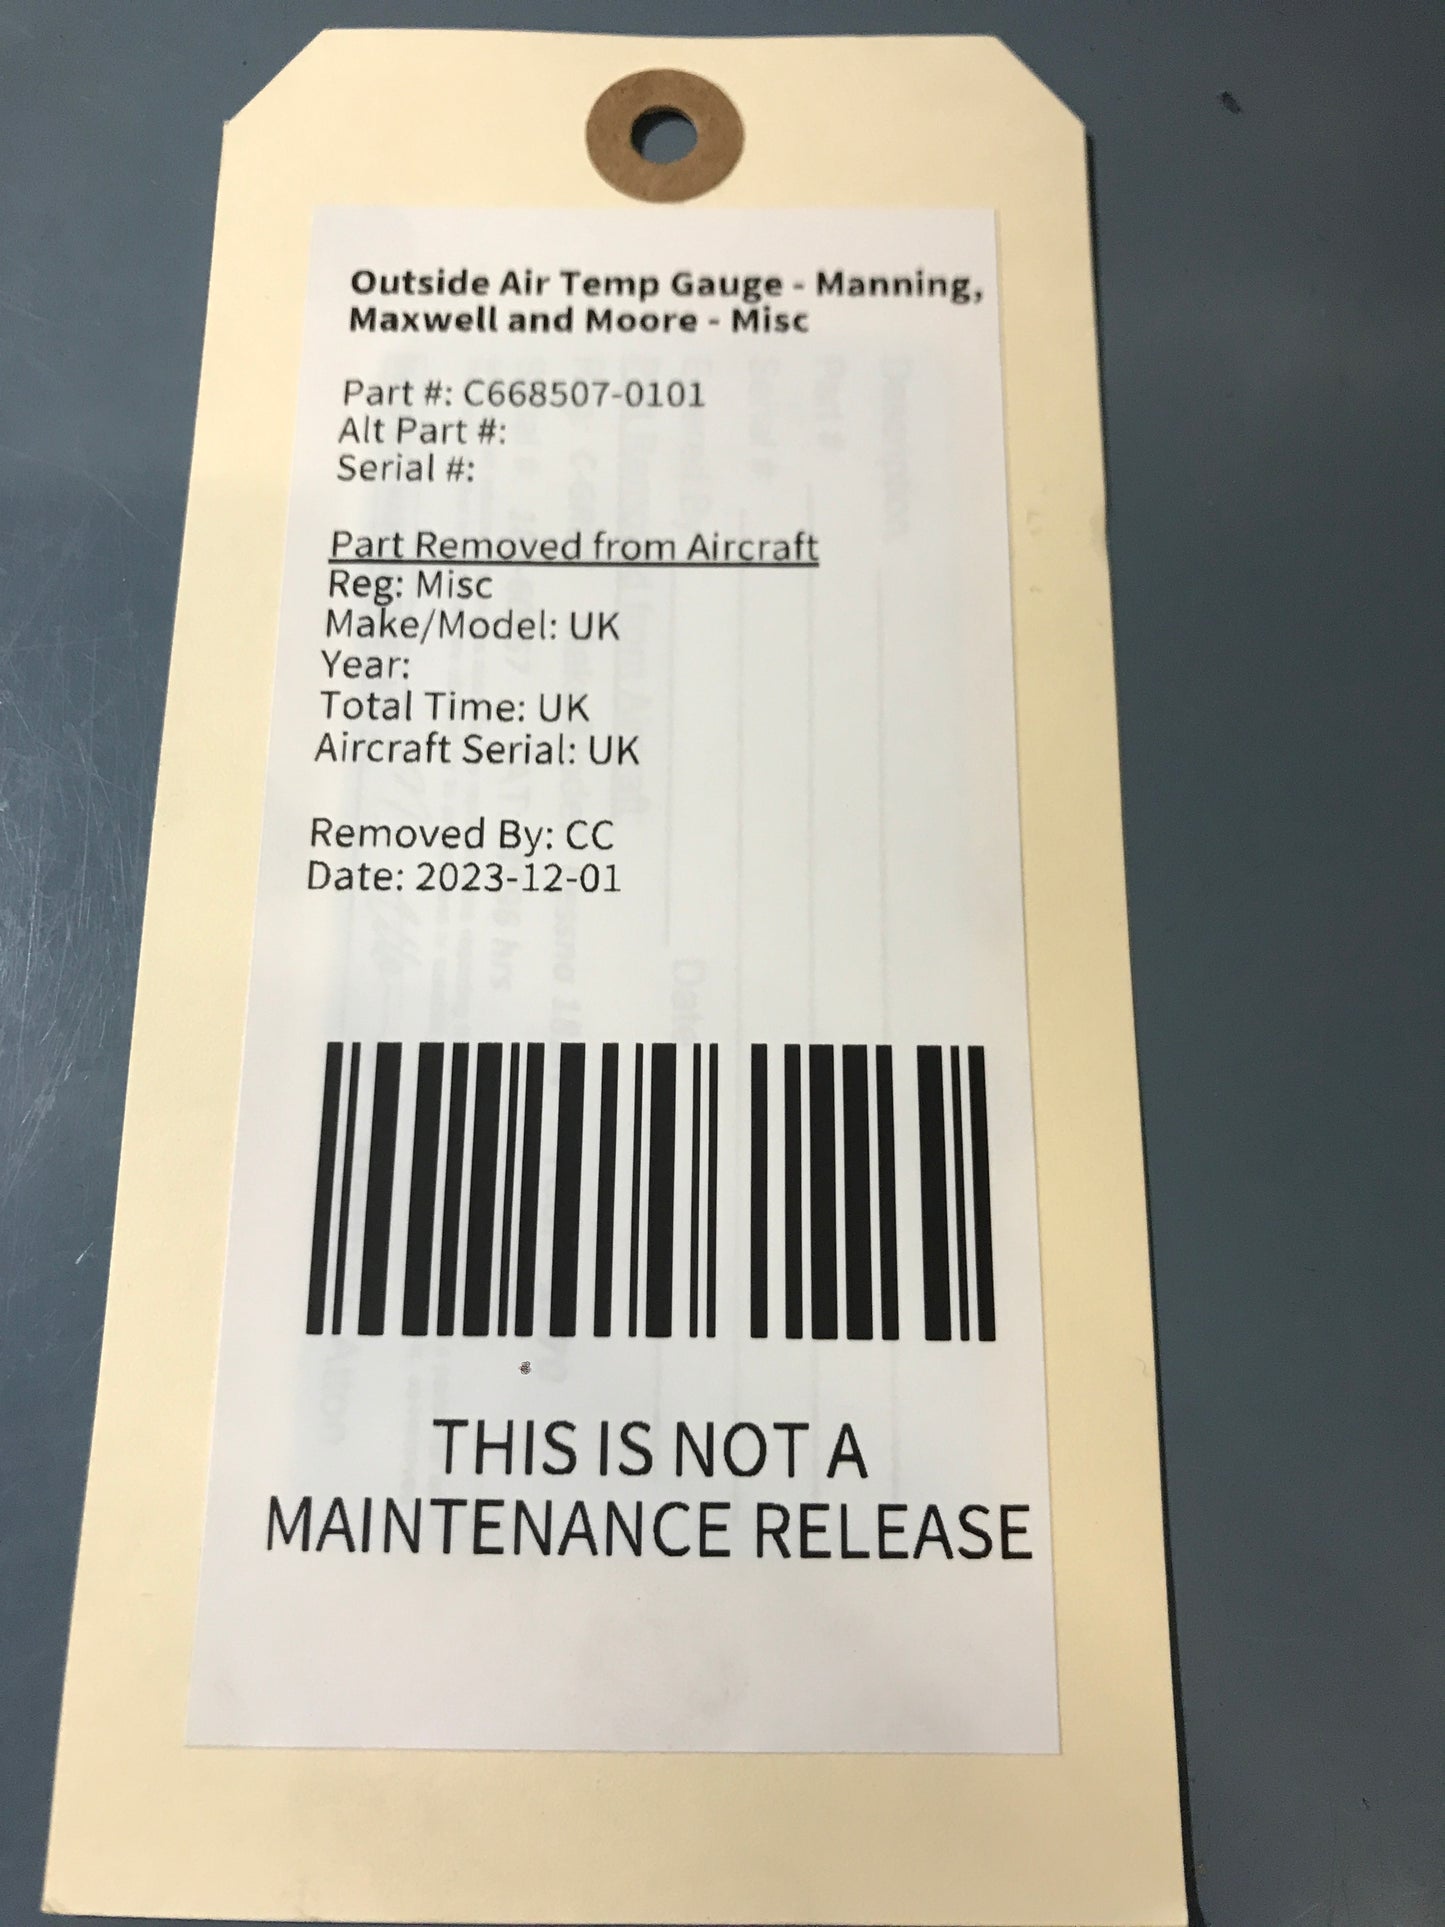 Outside Air Temp Gauge - Manning,
Maxwell and Moore - Misc
Part #: C668507-0101
Alt Part #:
Serial #:
Part Removed from Aircraft
Reg: Misc
Make/Model: UK
Year:
Total Time: UK
Aircraft Serial: UK
Removed By: CC
Date: 2023-12-01
THIS IS NOT A
MAINTENANCE RELEASE